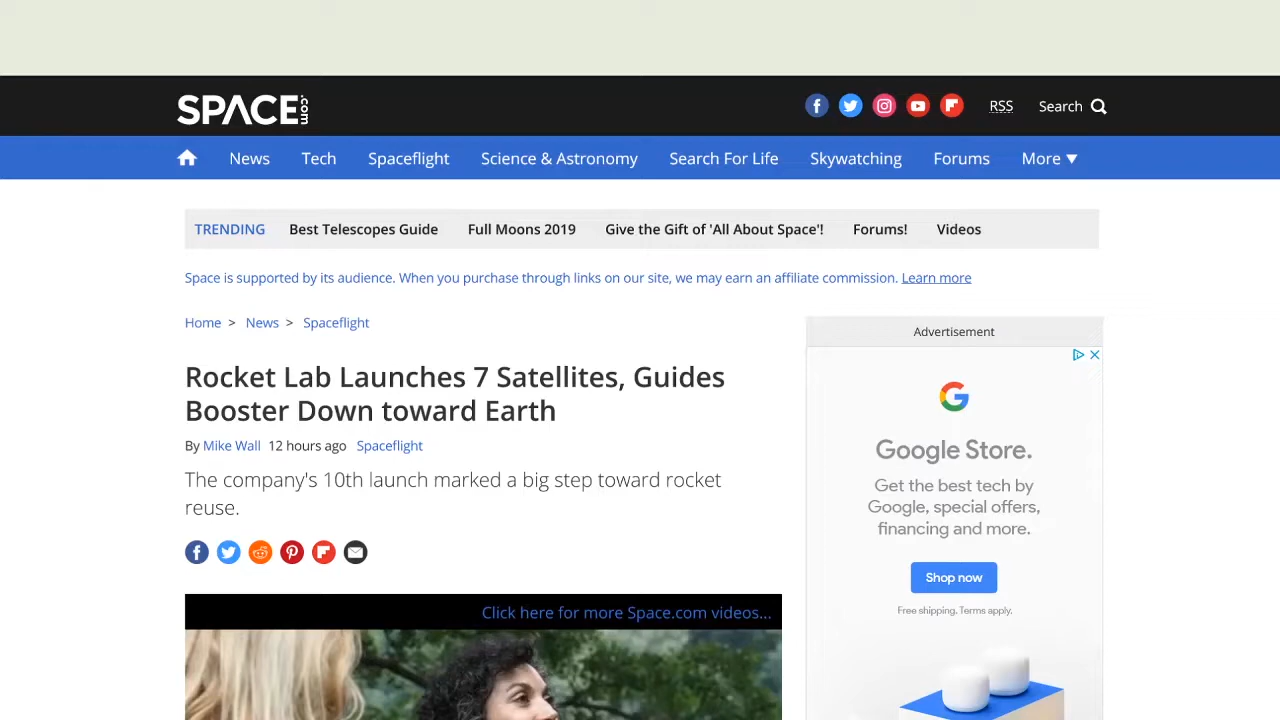 SPACE.com
RSS Search
News Tech Spaceflight Science & Astronomy Search For Life Skywatching Forums More ▼
TRENDING Best Telescopes Guide Full Moons 2019 Give the Gift of 'All About Space'! Forums! Videos
Space is supported by its audience. When you purchase through links on our site, we may earn an affiliate commission. Learn more
Home > News > Spaceflight
Rocket Lab Launches 7 Satellites, Guides
Booster Down toward Earth
By Mike Wall 12 hours ago Spaceflight
The company's 10th launch marked a big step toward rocket
reuse.
Click here for more Space.com videos...
Advertisement
Google Store.
Get the best tech by
Google, special offers,
financing and more.
Shop now
Free shipping. Terms apply.